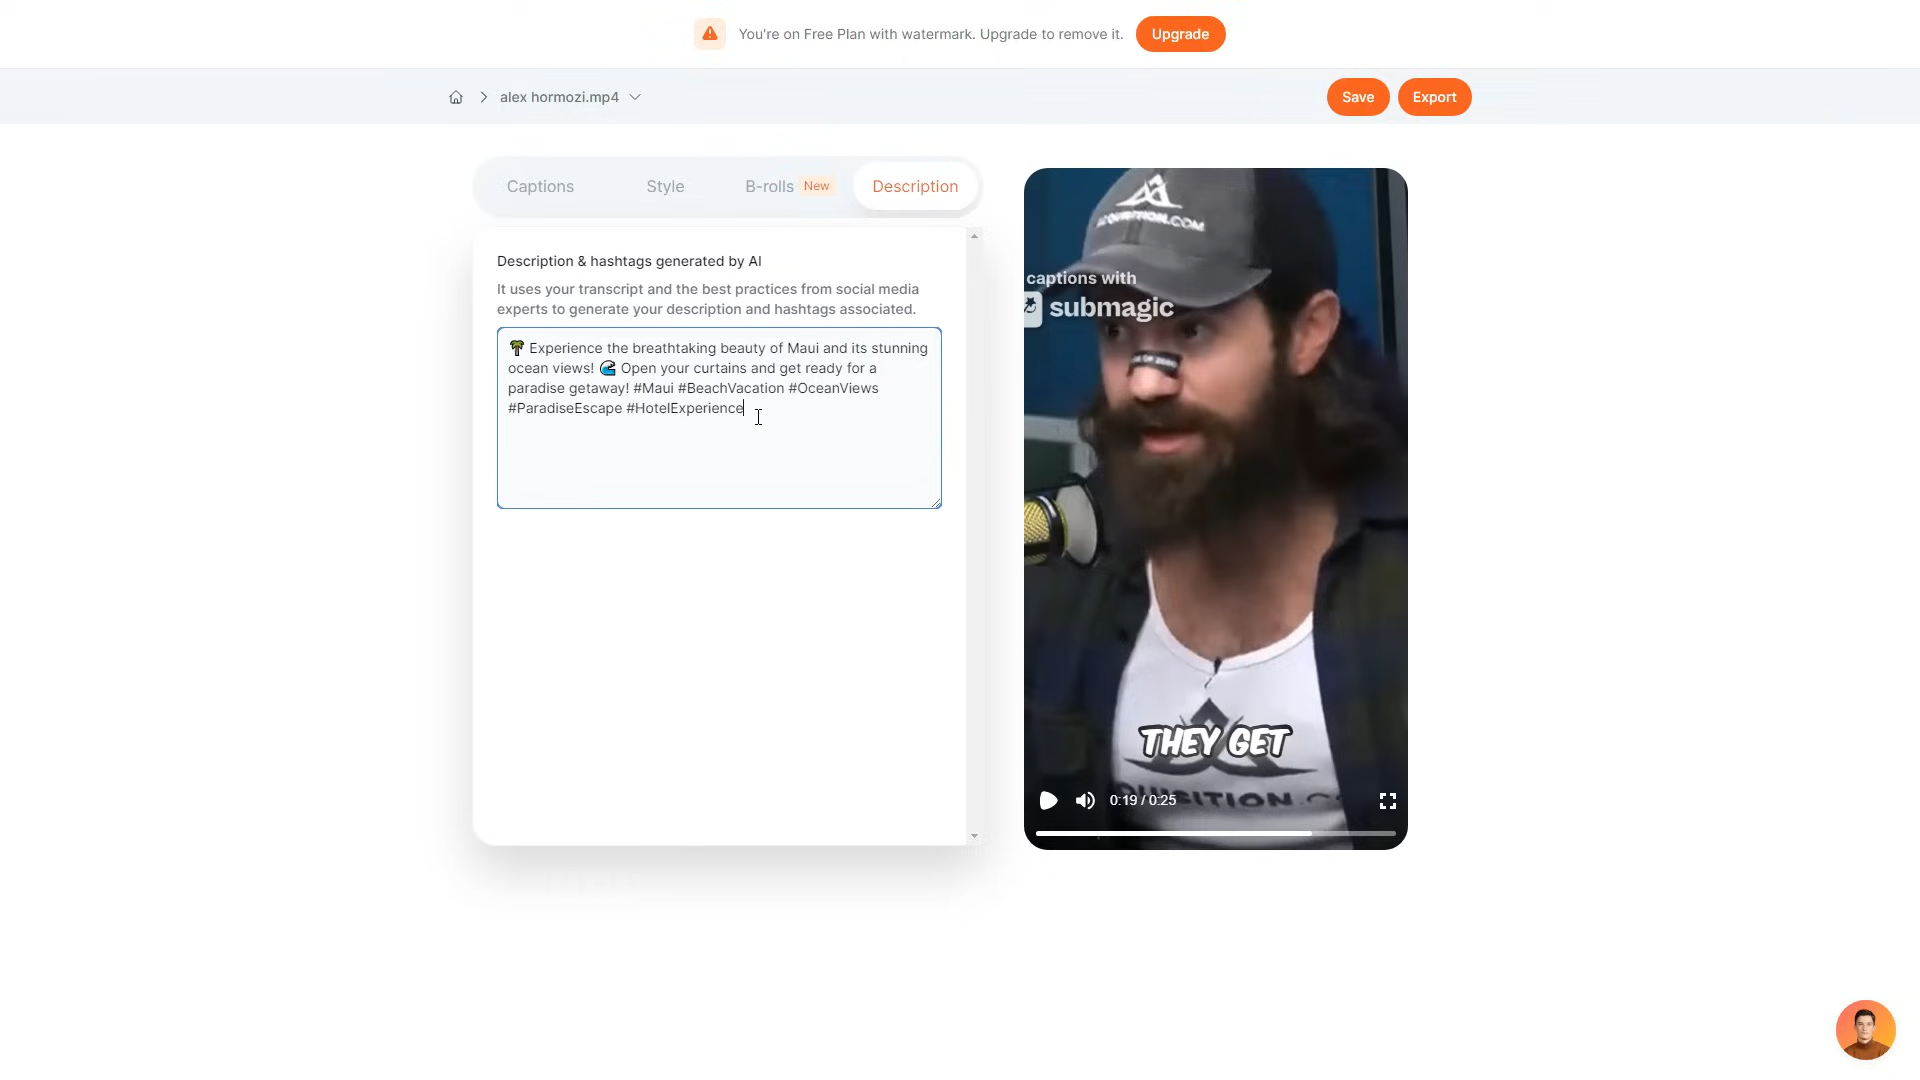 You're on Free Plan with watermark. Upgrade to remove it.
Upgrade
alex hormozi.mp4
Save
Export
Captions
Style
B-rolls New
Description
Description & hashtags generated by AI
It uses your transcript and the best practices from social media
experts to generate your description and hashtags associated.
🌴 Experience the breathtaking beauty of Maui and its stunning
ocean views! 🌊 Open your curtains and get ready for a
paradise getaway! #Maui #BeachVacation #OceanViews
#ParadiseEscape #HotelExperience
captions with
submagic
THEY GET
0:19 / 0:25